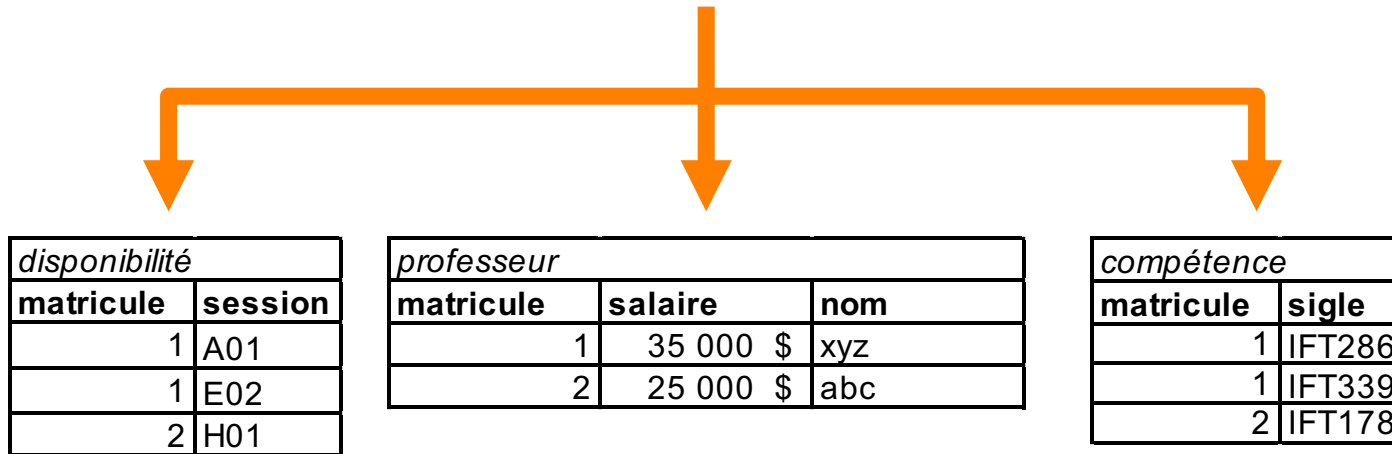 disponibilité
matricule session
1 A01
1 E02
2 H01
professeur
matricule salaire nom
1 35 000 $ xyz
2 25 000 $ abc
compétence
matricule sigle
1 IFT286
1 IFT339
2 IFT178